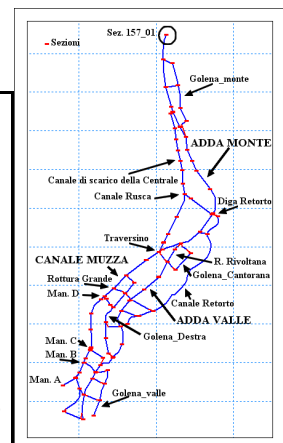 Sez. 157_01
Sezioni
Golena_monte
ADDA MONTE
Canale di scarico della Centrale
Canale Rusca
Diga Retorto
Traversino
CANALE MUZZA
R. Rivoltana
Rottura Grande
Golena_Cantorana
Man. D
Canale Retorto
ADDA VALLE
Golena_Destra
Man. C
Man. B
Man. A
Golena_valle